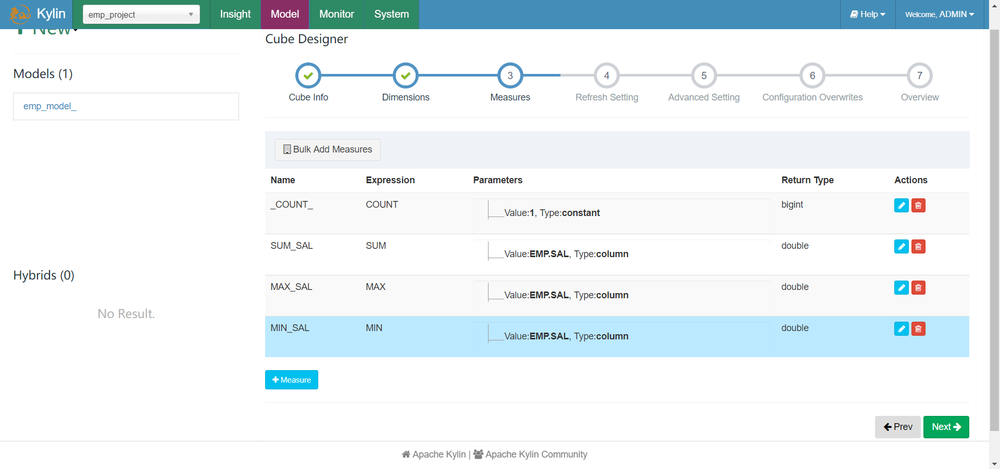 Kylin
emp_project
Insight
Model
Monitor
System
Help
Welcome, ADMIN
New
Cube Designer
Models (1)
emp_model_
Hybrids (0)
No Result.
3
4
5
6
7
Cube Info
Dimensions
Measures
Refresh Setting
Advanced Setting
Configuration Overwrites
Overview
Bulk Add Measures
Name Expression Parameters Return Type Actions
_COUNT_ COUNT Value:1, Type:constant bigint
SUM_SAL SUM Value:EMP.SAL, Type:column double
MAX_SAL MAX Value:EMP.SAL, Type:column double
MIN_SAL MIN Value:EMP.SAL, Type:column double
Measure
Prev
Next
Apache Kylin | Apache Kylin Community